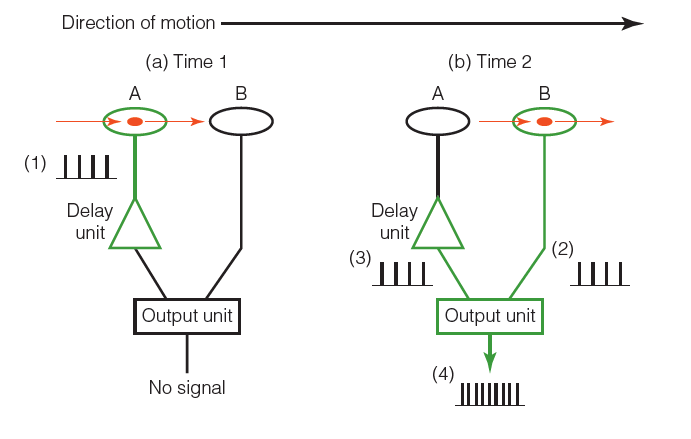 Direction of motion
(a) Time 1
(b) Time 2
A
B
A
B
(1)
Delay
unit
Output unit
No signal
Delay
unit
(3)
(2)
Output unit
(4)